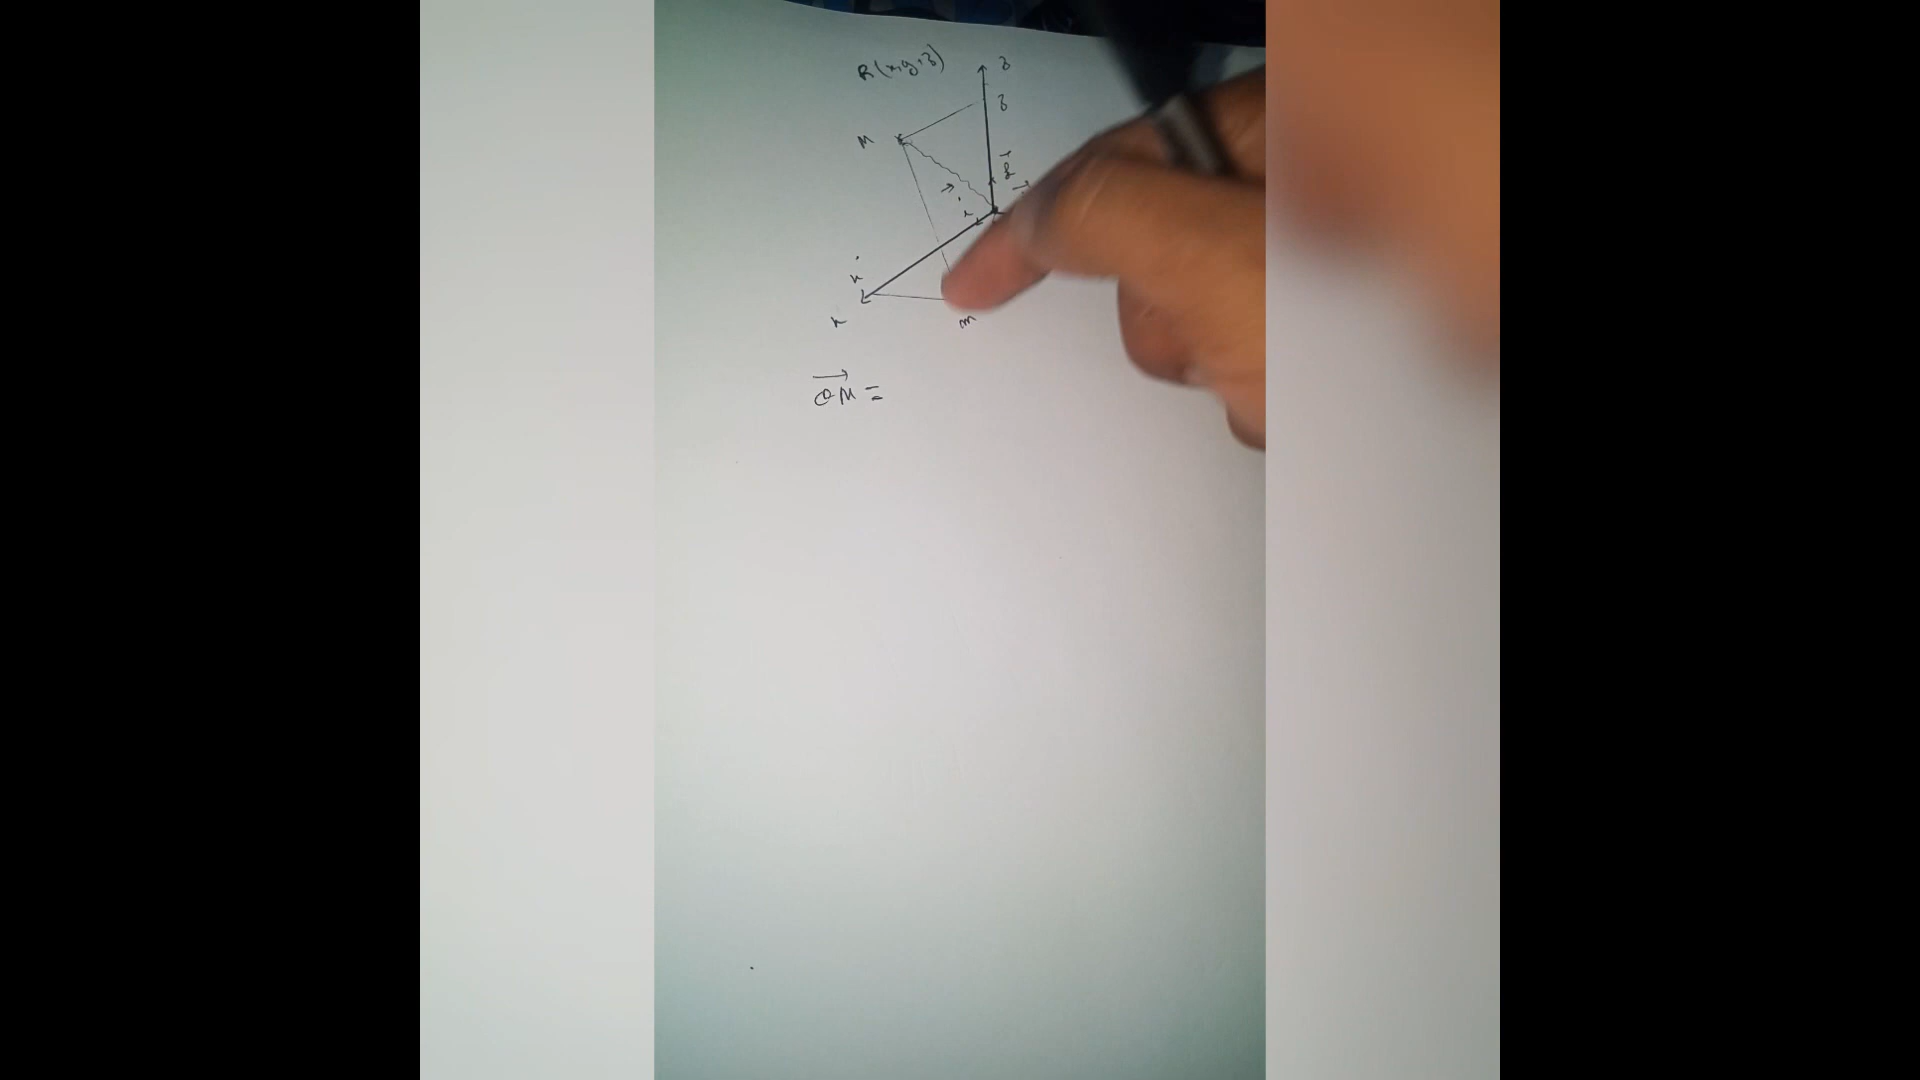 R(x,y,z)
z
z
M
k
j
i
x
x
m
OM =